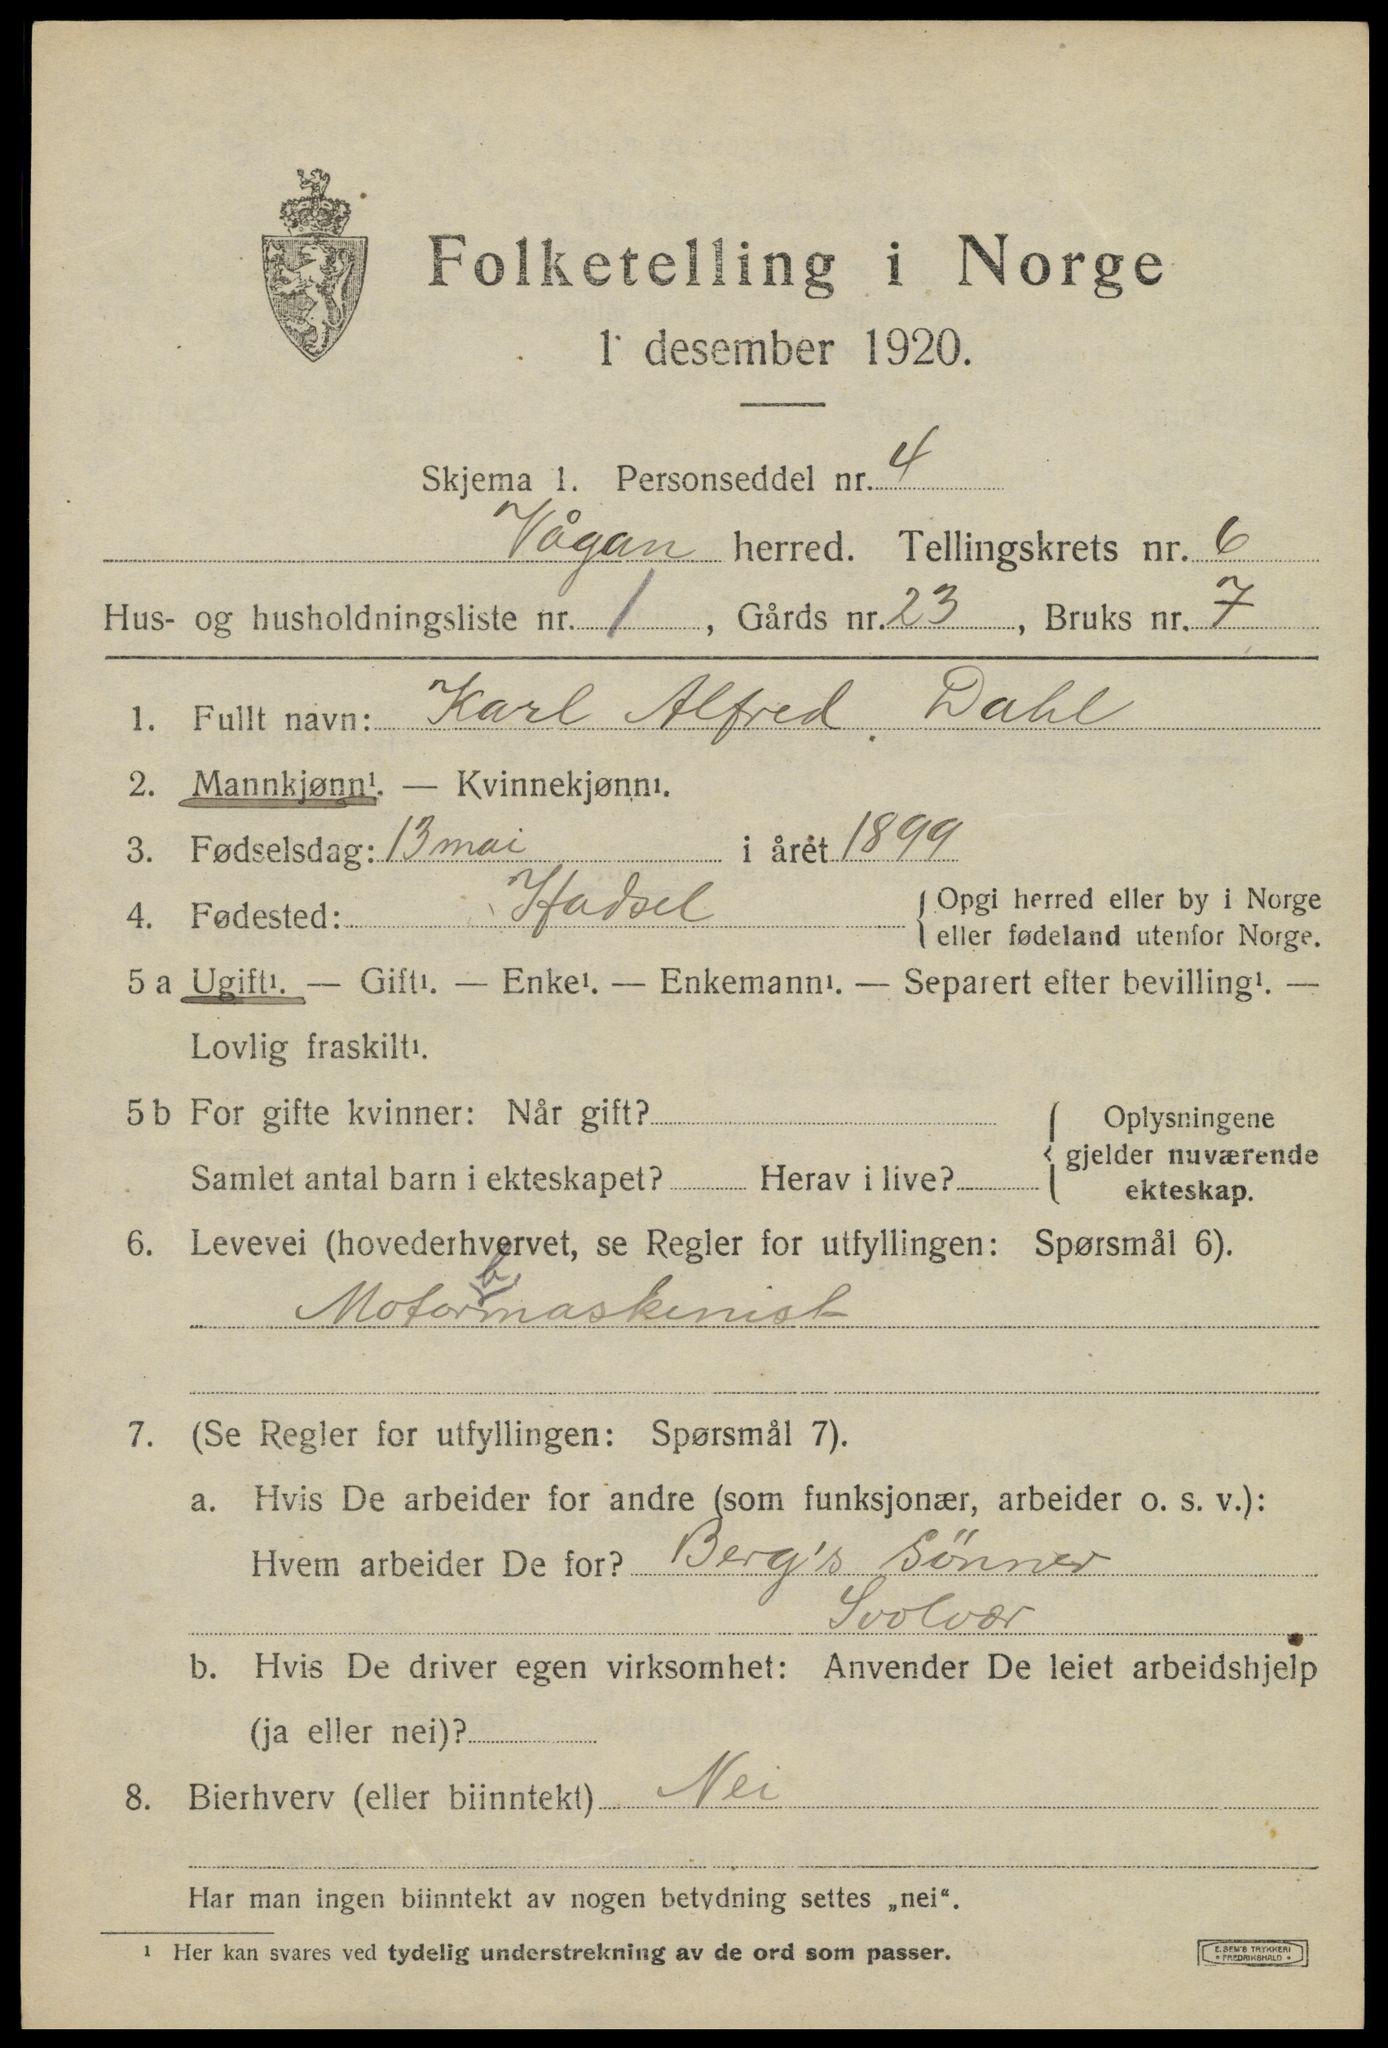 Folketelling i Norge
1. desember 1920.
Skjema 1. Personseddel nr. 4
Vågan herred. Tellingskrets nr. 6
Hus- og husholdningsliste nr. 1, Gårds nr. 23, Bruks nr. 7
1. Fullt navn: Karl Alfred Dahl
2. Mannkjønn¹. — Kvinnekjønn¹.
3. Fødselsdag: 13 mai i året 1899
4. Fødested: Hadsel {Opgi herred eller by i Norge
eller fødeland utenfor Norge.
5 a Ugift¹. — Gift¹. — Enke¹. — Enkemann¹. — Separert efter bevilling¹. —
Lovlig fraskilt¹.
5 b For gifte kvinner: Når gift? {Oplysningene
gjelder nuværende
Samlet antal barn i ekteskapet? Herav i live? ekteskap.
6. Levevei (hovederhvervet, se Regler for utfyllingen: Spørsmål 6).
b
Motormaskinist
7. (Se Regler for utfyllingen: Spørsmål 7).
a. Hvis De arbeider for andre (som funksjonær, arbeider o. s. v.):
Hvem arbeider De for? Berg's Sönner
Svolvær
b. Hvis De driver egen virksomhet: Anvender De leiet arbeidshjelp
(ja eller nei)?
8. Bierhverv (eller biinntekt) Nei
Har man ingen biinntekt av nogen betydning settes „nei“.
¹ Her kan svares ved tydelig understrekning av de ord som passer.
E. SEM'S TRYKKERI
• FREDRIKSHALD •